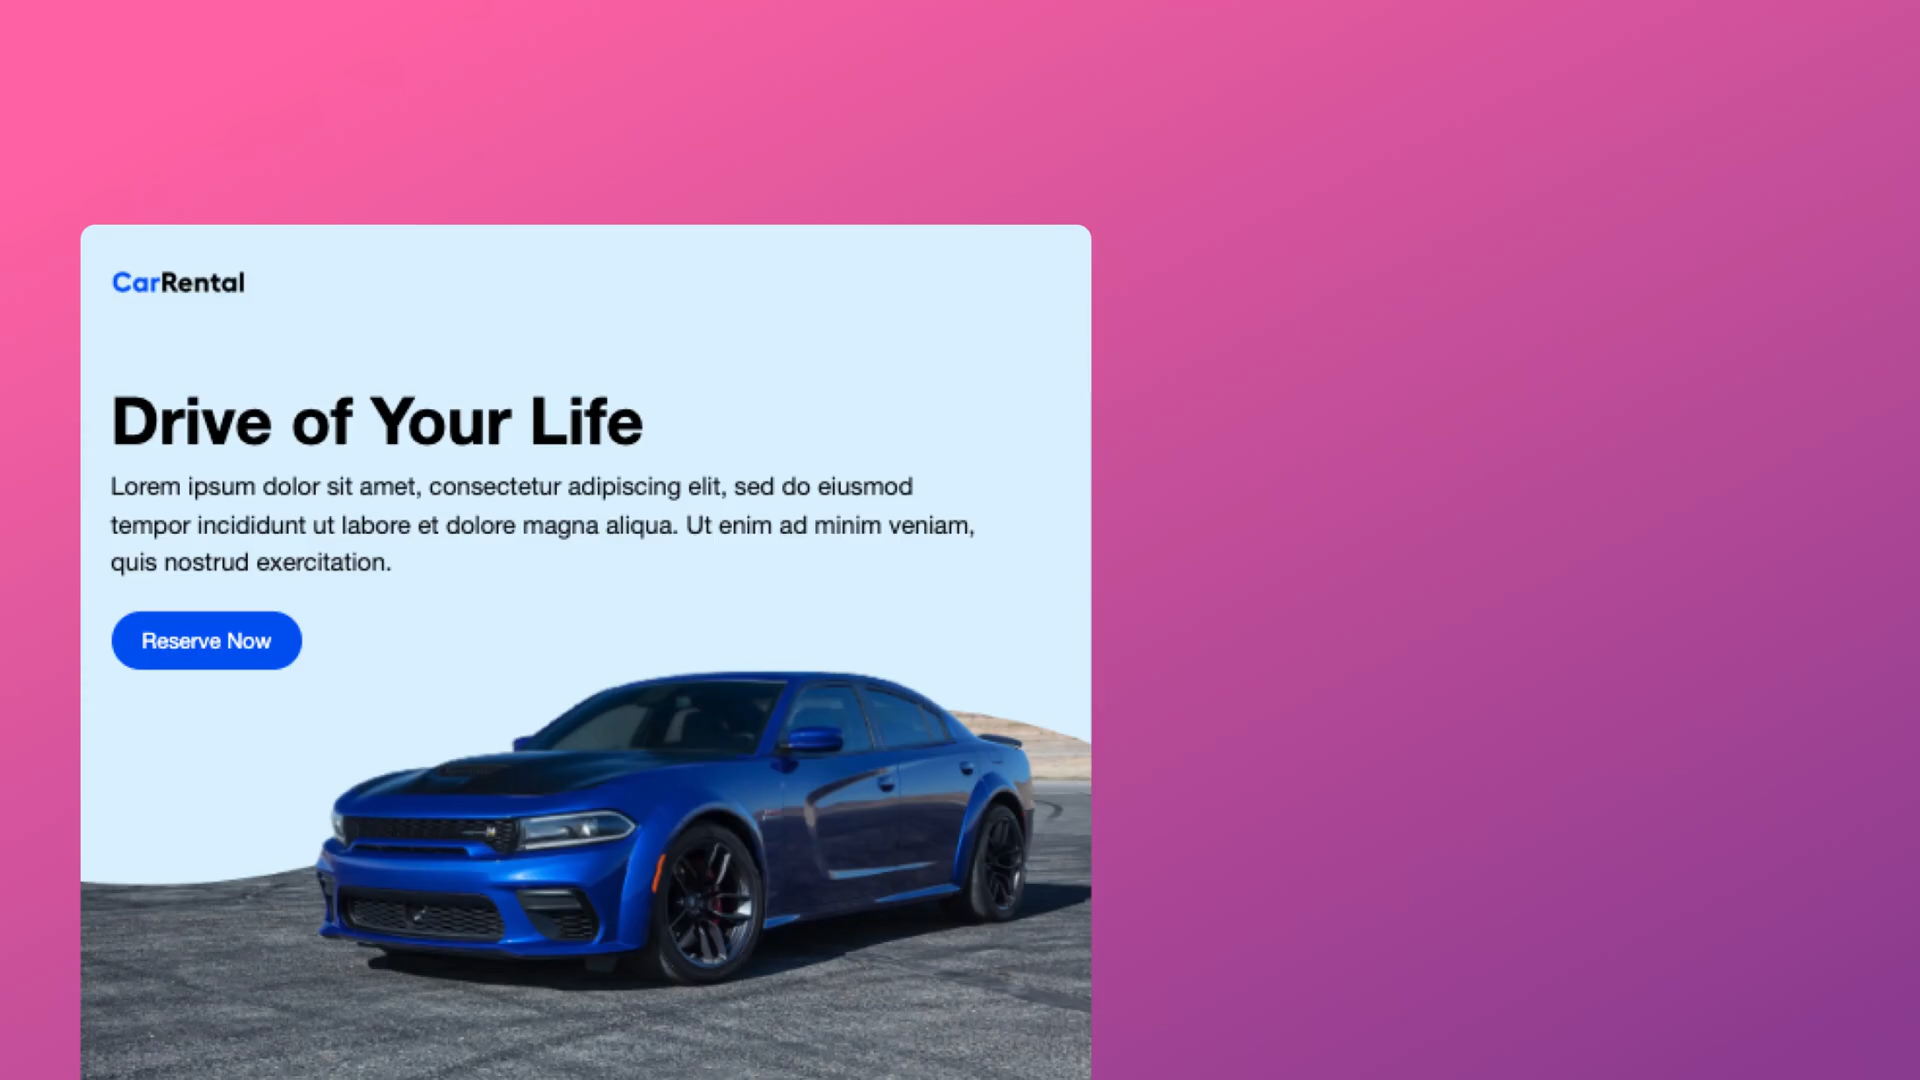 CarRental
Drive of Your Life
Lorem ipsum dolor sit amet, consectetur adipiscing elit, sed do eiusmod
tempor incididunt ut labore et dolore magna aliqua. Ut enim ad minim veniam,
quis nostrud exercitation.
Reserve Now